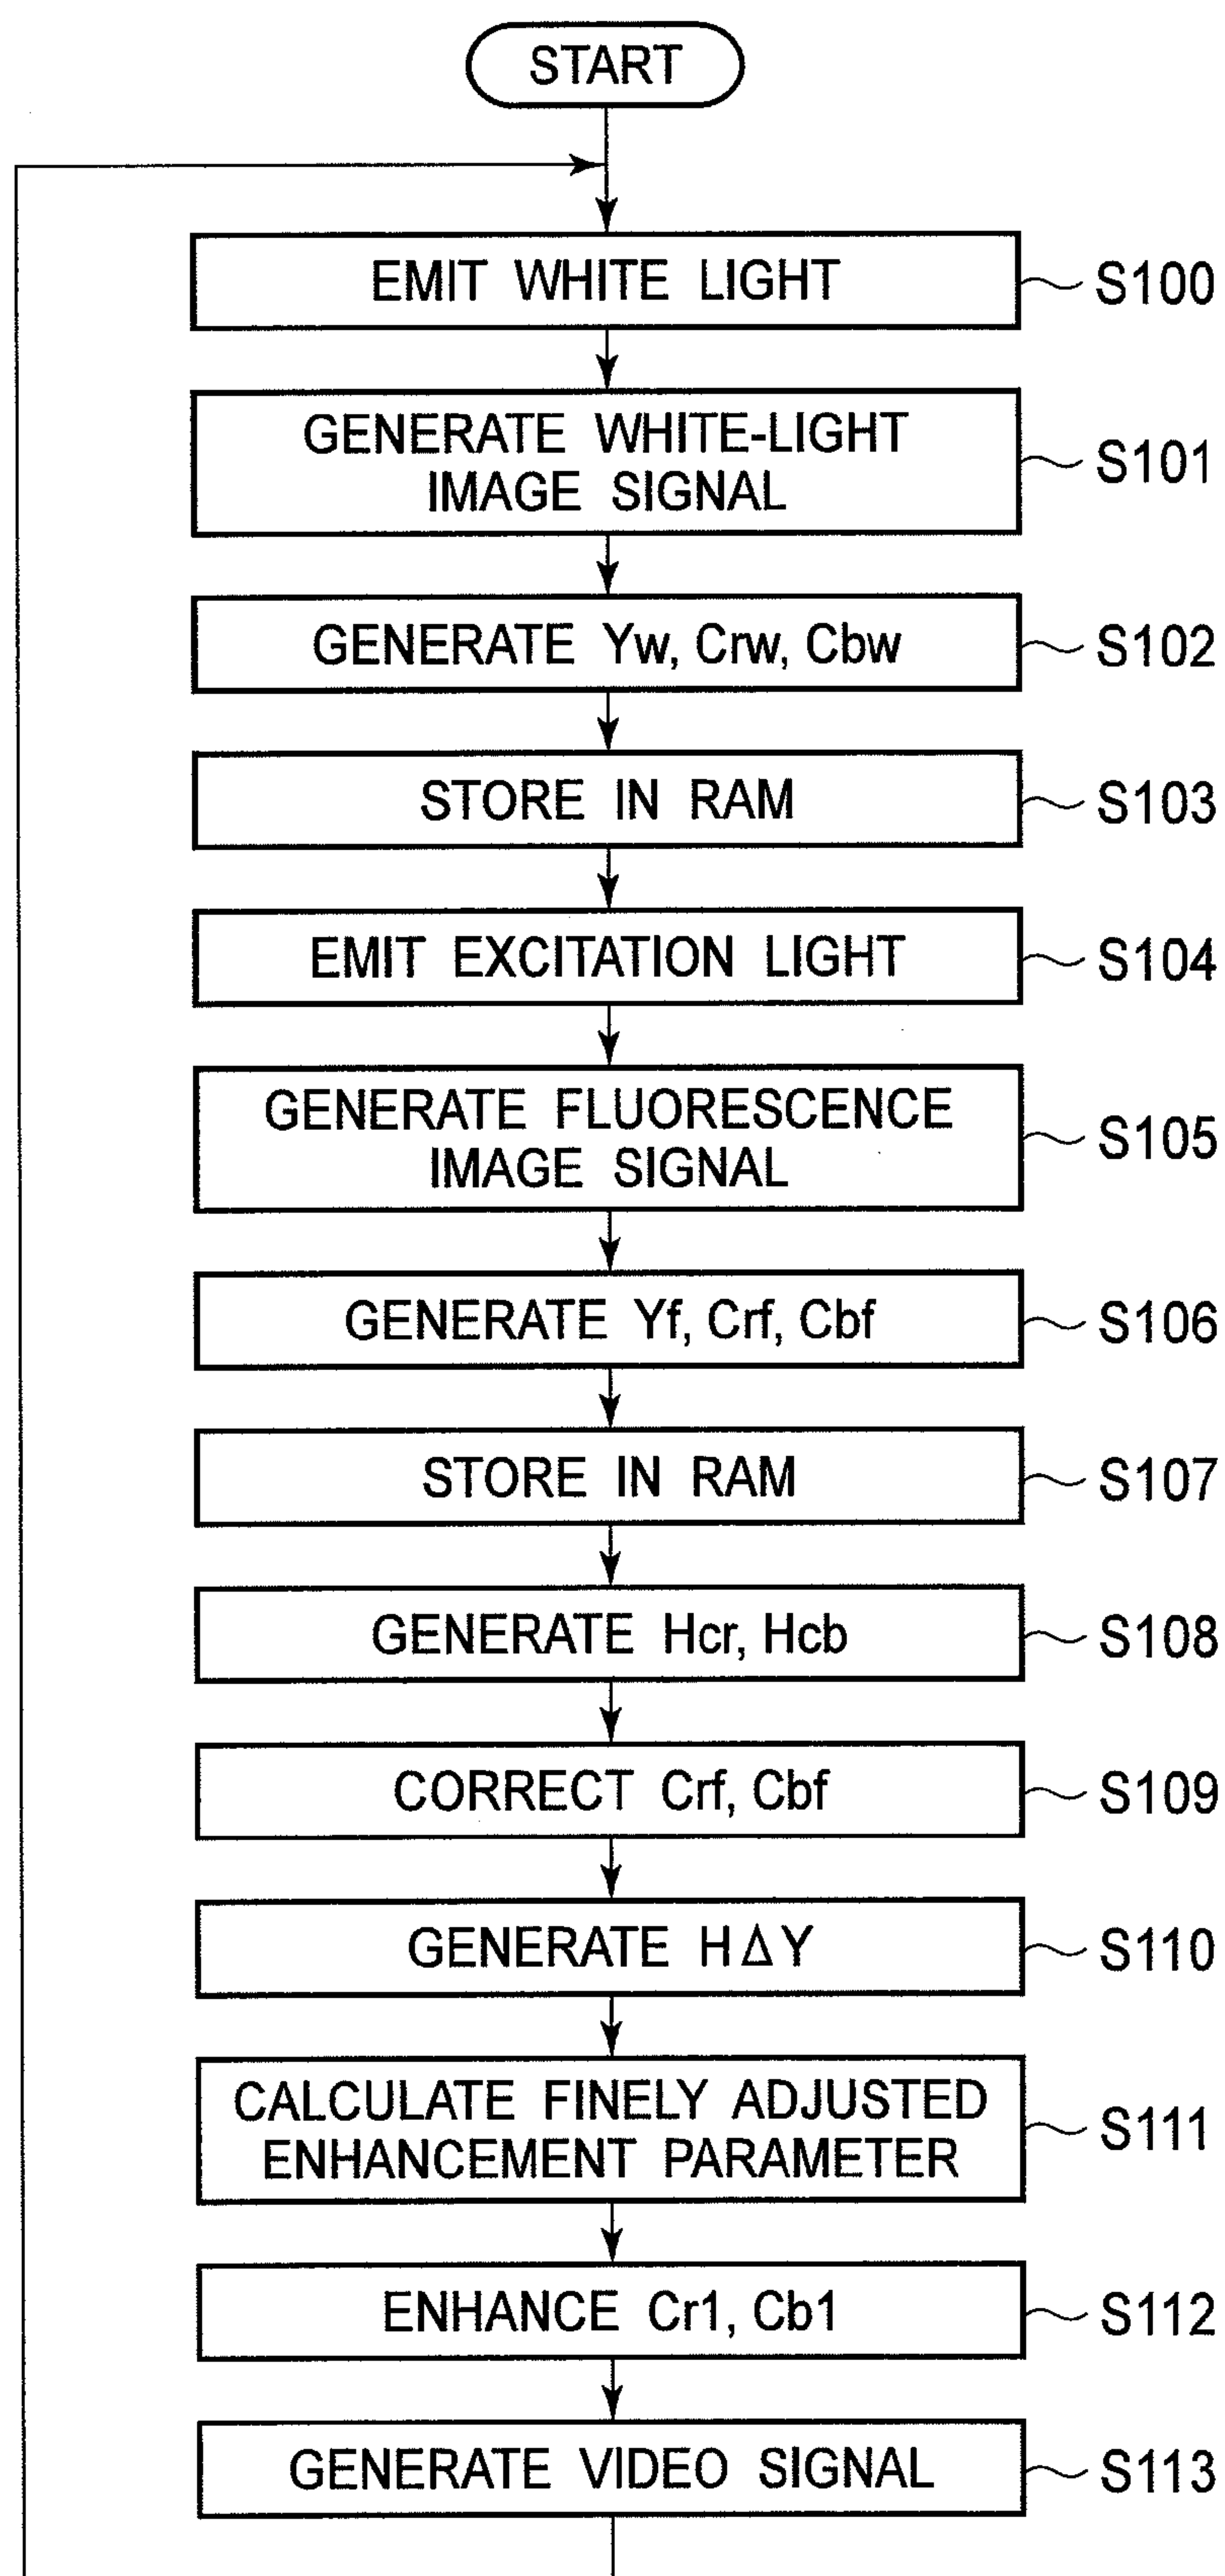 START
EMIT WHITE LIGHT
S100
GENERATE WHITE-LIGHT
IMAGE SIGNAL
S101
GENERATE Yw, Crw, Cbw
S102
STORE IN RAM
S103
EMIT EXCITATION LIGHT
S104
GENERATE FLUORESCENCE
IMAGE SIGNAL
S105
GENERATE Yf, Crf, Cbf
S106
STORE IN RAM
S107
GENERATE Hcr, Hcb
S108
CORRECT Crf, Cbf
S109
GENERATE HΔY
S110
CALCULATE FINELY ADJUSTED
ENHANCEMENT PARAMETER
S111
ENHANCE Cr1, Cb1
S112
GENERATE VIDEO SIGNAL
S113